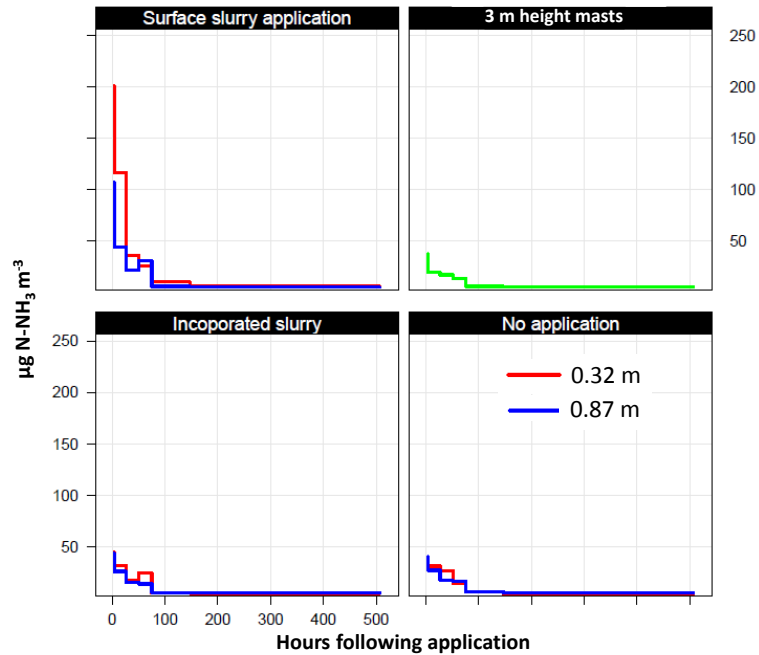 Surface slurry application
3 m height masts
250
200
150
100
50
µg N-NH₃ m⁻³
Incoporated slurry
No application
250
200
150
100
50
0.32 m
0.87 m
0 100 200 300 400 500
Hours following application